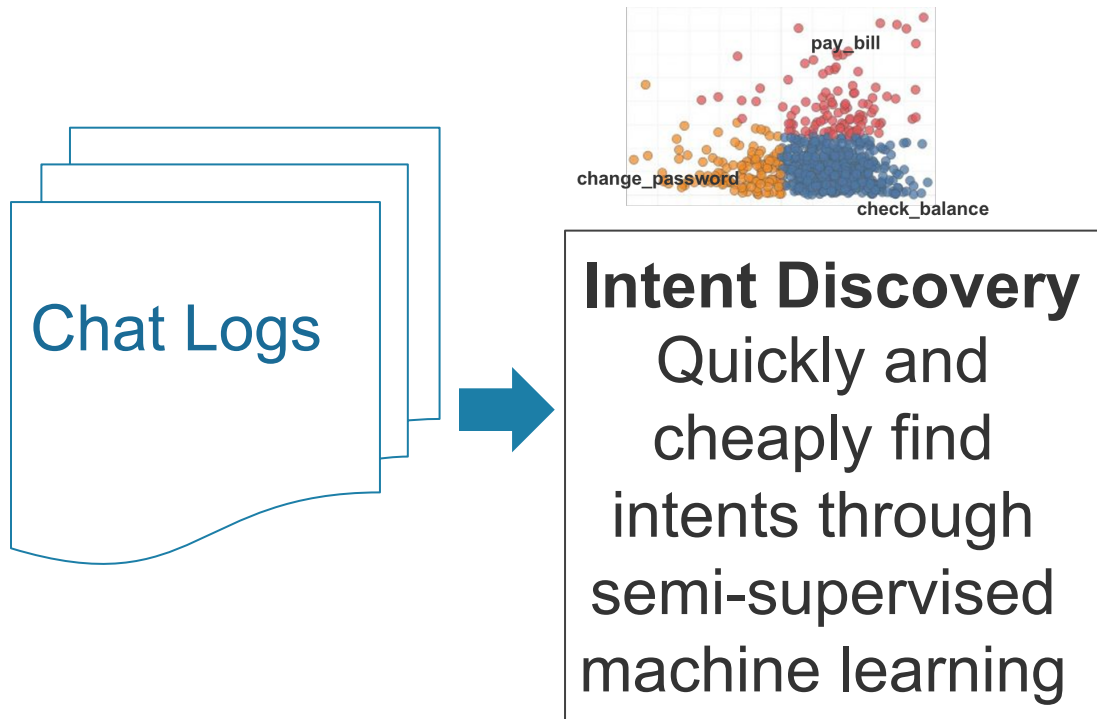 pay_bill
change_password
check_balance
Chat Logs
Intent Discovery
Quickly and
cheaply find
intents through
semi-supervised
machine learning